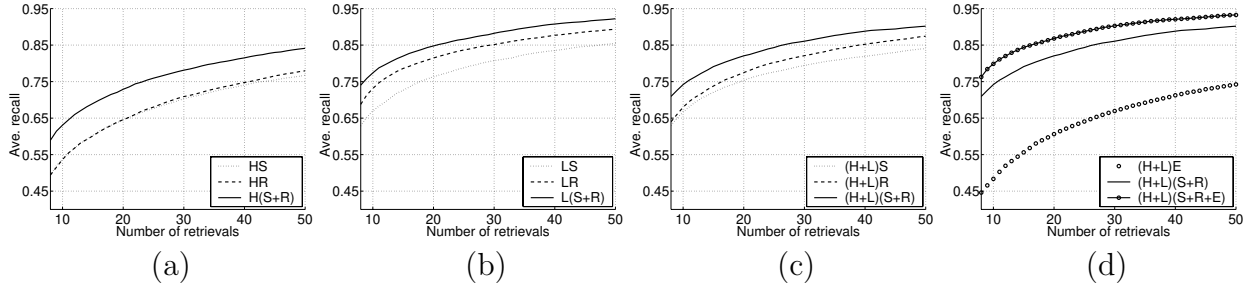 0.95
0.85
0.75
0.65
0.55
0.45
Ave. recall
10 20 30 40 50
Number of retrievals
HS
HR
H(S+R)
(a)
0.95
0.85
0.75
0.65
0.55
0.45
Ave. recall
10 20 30 40 50
Number of retrievals
LS
LR
L(S+R)
(b)
0.95
0.85
0.75
0.65
0.55
0.45
Ave. recall
10 20 30 40 50
Number of retrievals
(H+L)S
(H+L)R
(H+L)(S+R)
(c)
0.95
0.85
0.75
0.65
0.55
0.45
Ave. recall
10 20 30 40 50
Number of retrievals
(H+L)E
(H+L)(S+R)
(H+L)(S+R+E)
(d)